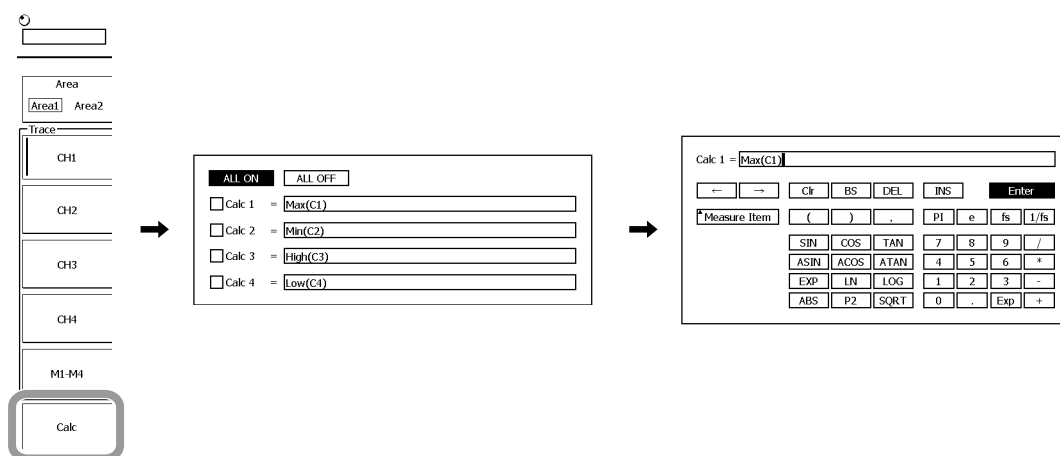 Area
Area1 Area2
Trace
CH1
CH2
CH3
CH4
M1-M4
Calc
ALL ON ALL OFF
Calc 1 = Max(C1)
Calc 2 = Min(C2)
Calc 3 = High(C3)
Calc 4 = Low(C4)
Calc 1 = Max(C1)
← → Clr BS DEL INS Enter
Measure Item ( ) , PI e fs 1/fs
SIN COS TAN 7 8 9 /
ASIN ACOS ATAN 4 5 6 *
EXP LN LOG 1 2 3 -
ABS P2 SQRT 0 . Exp +